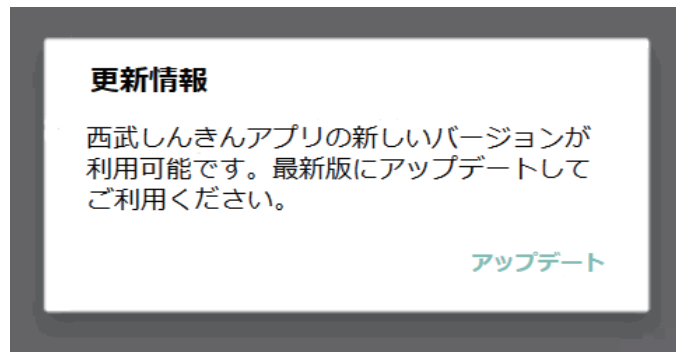 更新情報
西武しんきんアプリの新しいバージョンが
利用可能です。最新版にアップデートして
ご利用ください。
アップデート